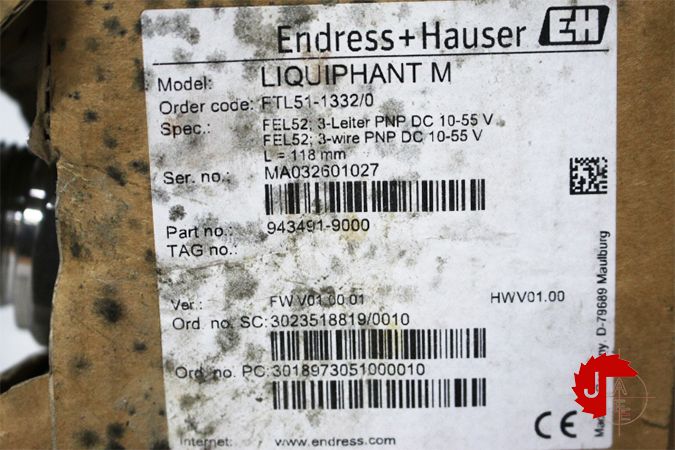 Endress+Hauser EH
Model: LIQUIPHANT M
Order code: FTL51-1332/0
Spec.: FEL52; 3-Leiter PNP DC 10-55 V
FEL52; 3-wire PNP DC 10-55 V
L = 118 mm
Ser. no.: MA032601027
Part no.: 943491-9000
TAG no.:
Ver.: FW V01.00.01 HWV01.00
Ord. no. SC: 3023518819/0010
Ord. no. PC: 3018973051000010
Internet: www.endress.com
CE
D-79689 Maulburg
J